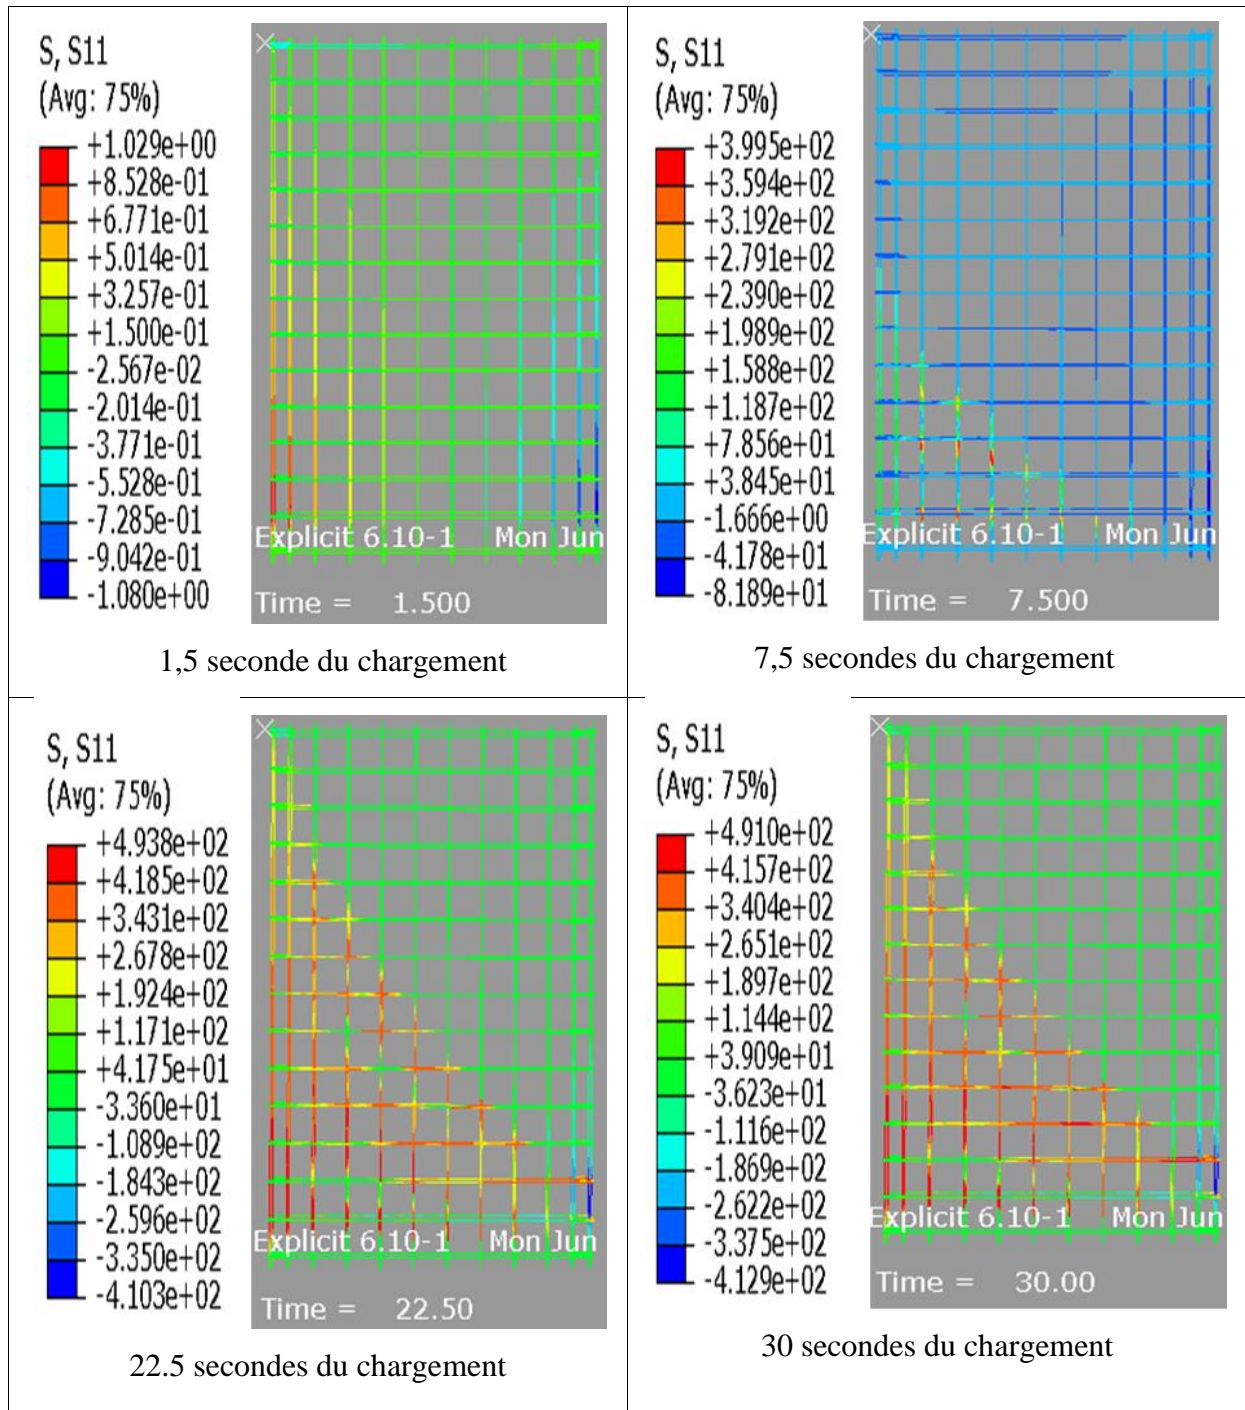 S, S11
(Avg: 75%)
+1.029e+00
+8.528e-01
+6.771e-01
+5.014e-01
+3.257e-01
+1.500e-01
-2.567e-02
-2.014e-01
-3.771e-01
-5.528e-01
-7.285e-01
-9.042e-01
-1.080e+00
Explicit 6.10-1 Mon Jun
Time = 1.500
1,5 seconde du chargement
S, S11
(Avg: 75%)
+3.995e+02
+3.594e+02
+3.192e+02
+2.791e+02
+2.390e+02
+1.989e+02
+1.588e+02
+1.187e+02
+7.856e+01
+3.845e+01
-1.666e+00
-4.178e+01
-8.189e+01
Explicit 6.10-1 Mon Jun
Time = 7.500
7,5 secondes du chargement
S, S11
(Avg: 75%)
+4.938e+02
+4.185e+02
+3.431e+02
+2.678e+02
+1.924e+02
+1.171e+02
+4.175e+01
-3.360e+01
-1.089e+02
-1.843e+02
-2.596e+02
-3.350e+02
-4.103e+02
Explicit 6.10-1 Mon Jun
Time = 22.50
22.5 secondes du chargement
S, S11
(Avg: 75%)
+4.910e+02
+4.157e+02
+3.404e+02
+2.651e+02
+1.897e+02
+1.144e+02
+3.909e+01
-3.623e+01
-1.116e+02
-1.869e+02
-2.622e+02
-3.375e+02
-4.129e+02
Explicit 6.10-1 Mon Jun
Time = 30.00
30 secondes du chargement